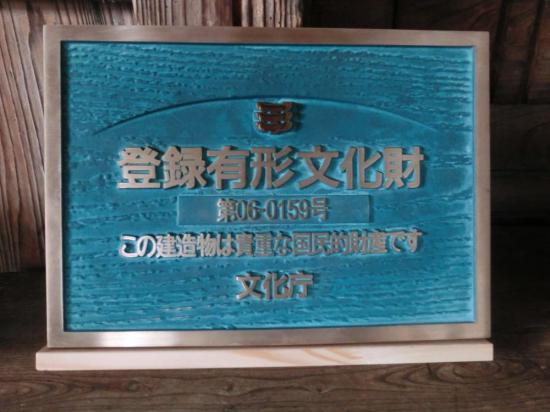 登録有形文化財
第06-0159号
この建造物は貴重な国民的財産です
文化庁